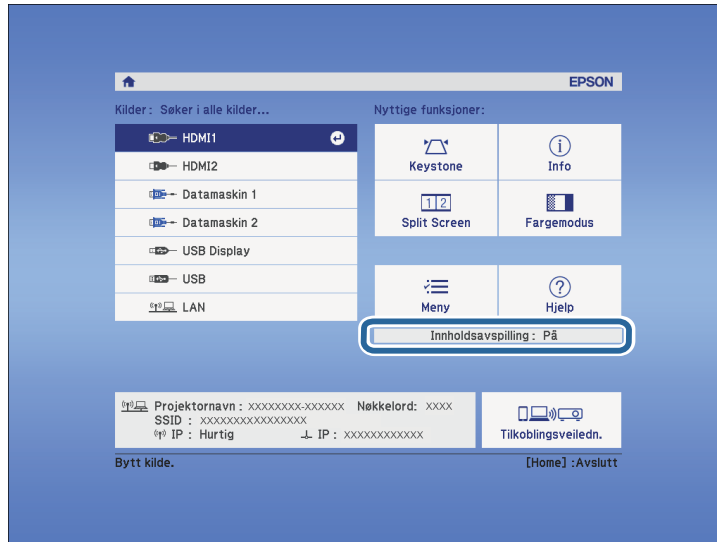 EPSON
Kilder : Søker i alle kilder...
HDMI1
HDMI2
Datamaskin 1
Datamaskin 2
USB Display
USB
LAN
Nyttige funksjoner:
Keystone
Info
1 2
Split Screen
Fargemodus
Meny
? Hjelp
Innholdsavspilling : På
Projektornavn : XXXXXXXX-XXXXXX Nøkkelord: XXXX
SSID : XXXXXXXXXXXXXXXX
IP : Hurtig IP : XXXXXXXXXXXX
Tilkoblingsveiledn.
Bytt kilde. [Home] :Avslutt